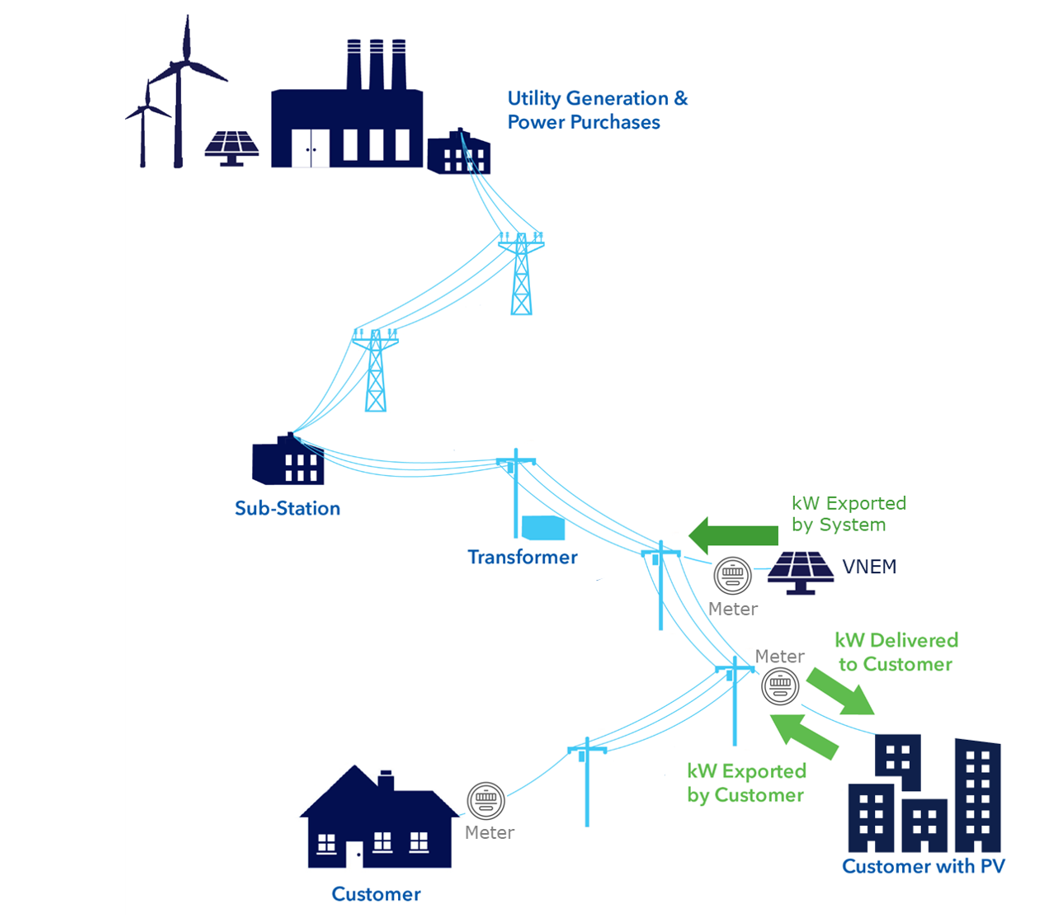 Utility Generation &
Power Purchases
Sub-Station
Transformer
kW Exported
by System
VNEM
Meter
Meter
kW Delivered
to Customer
kW Exported
by Customer
Meter
Customer with PV
Customer